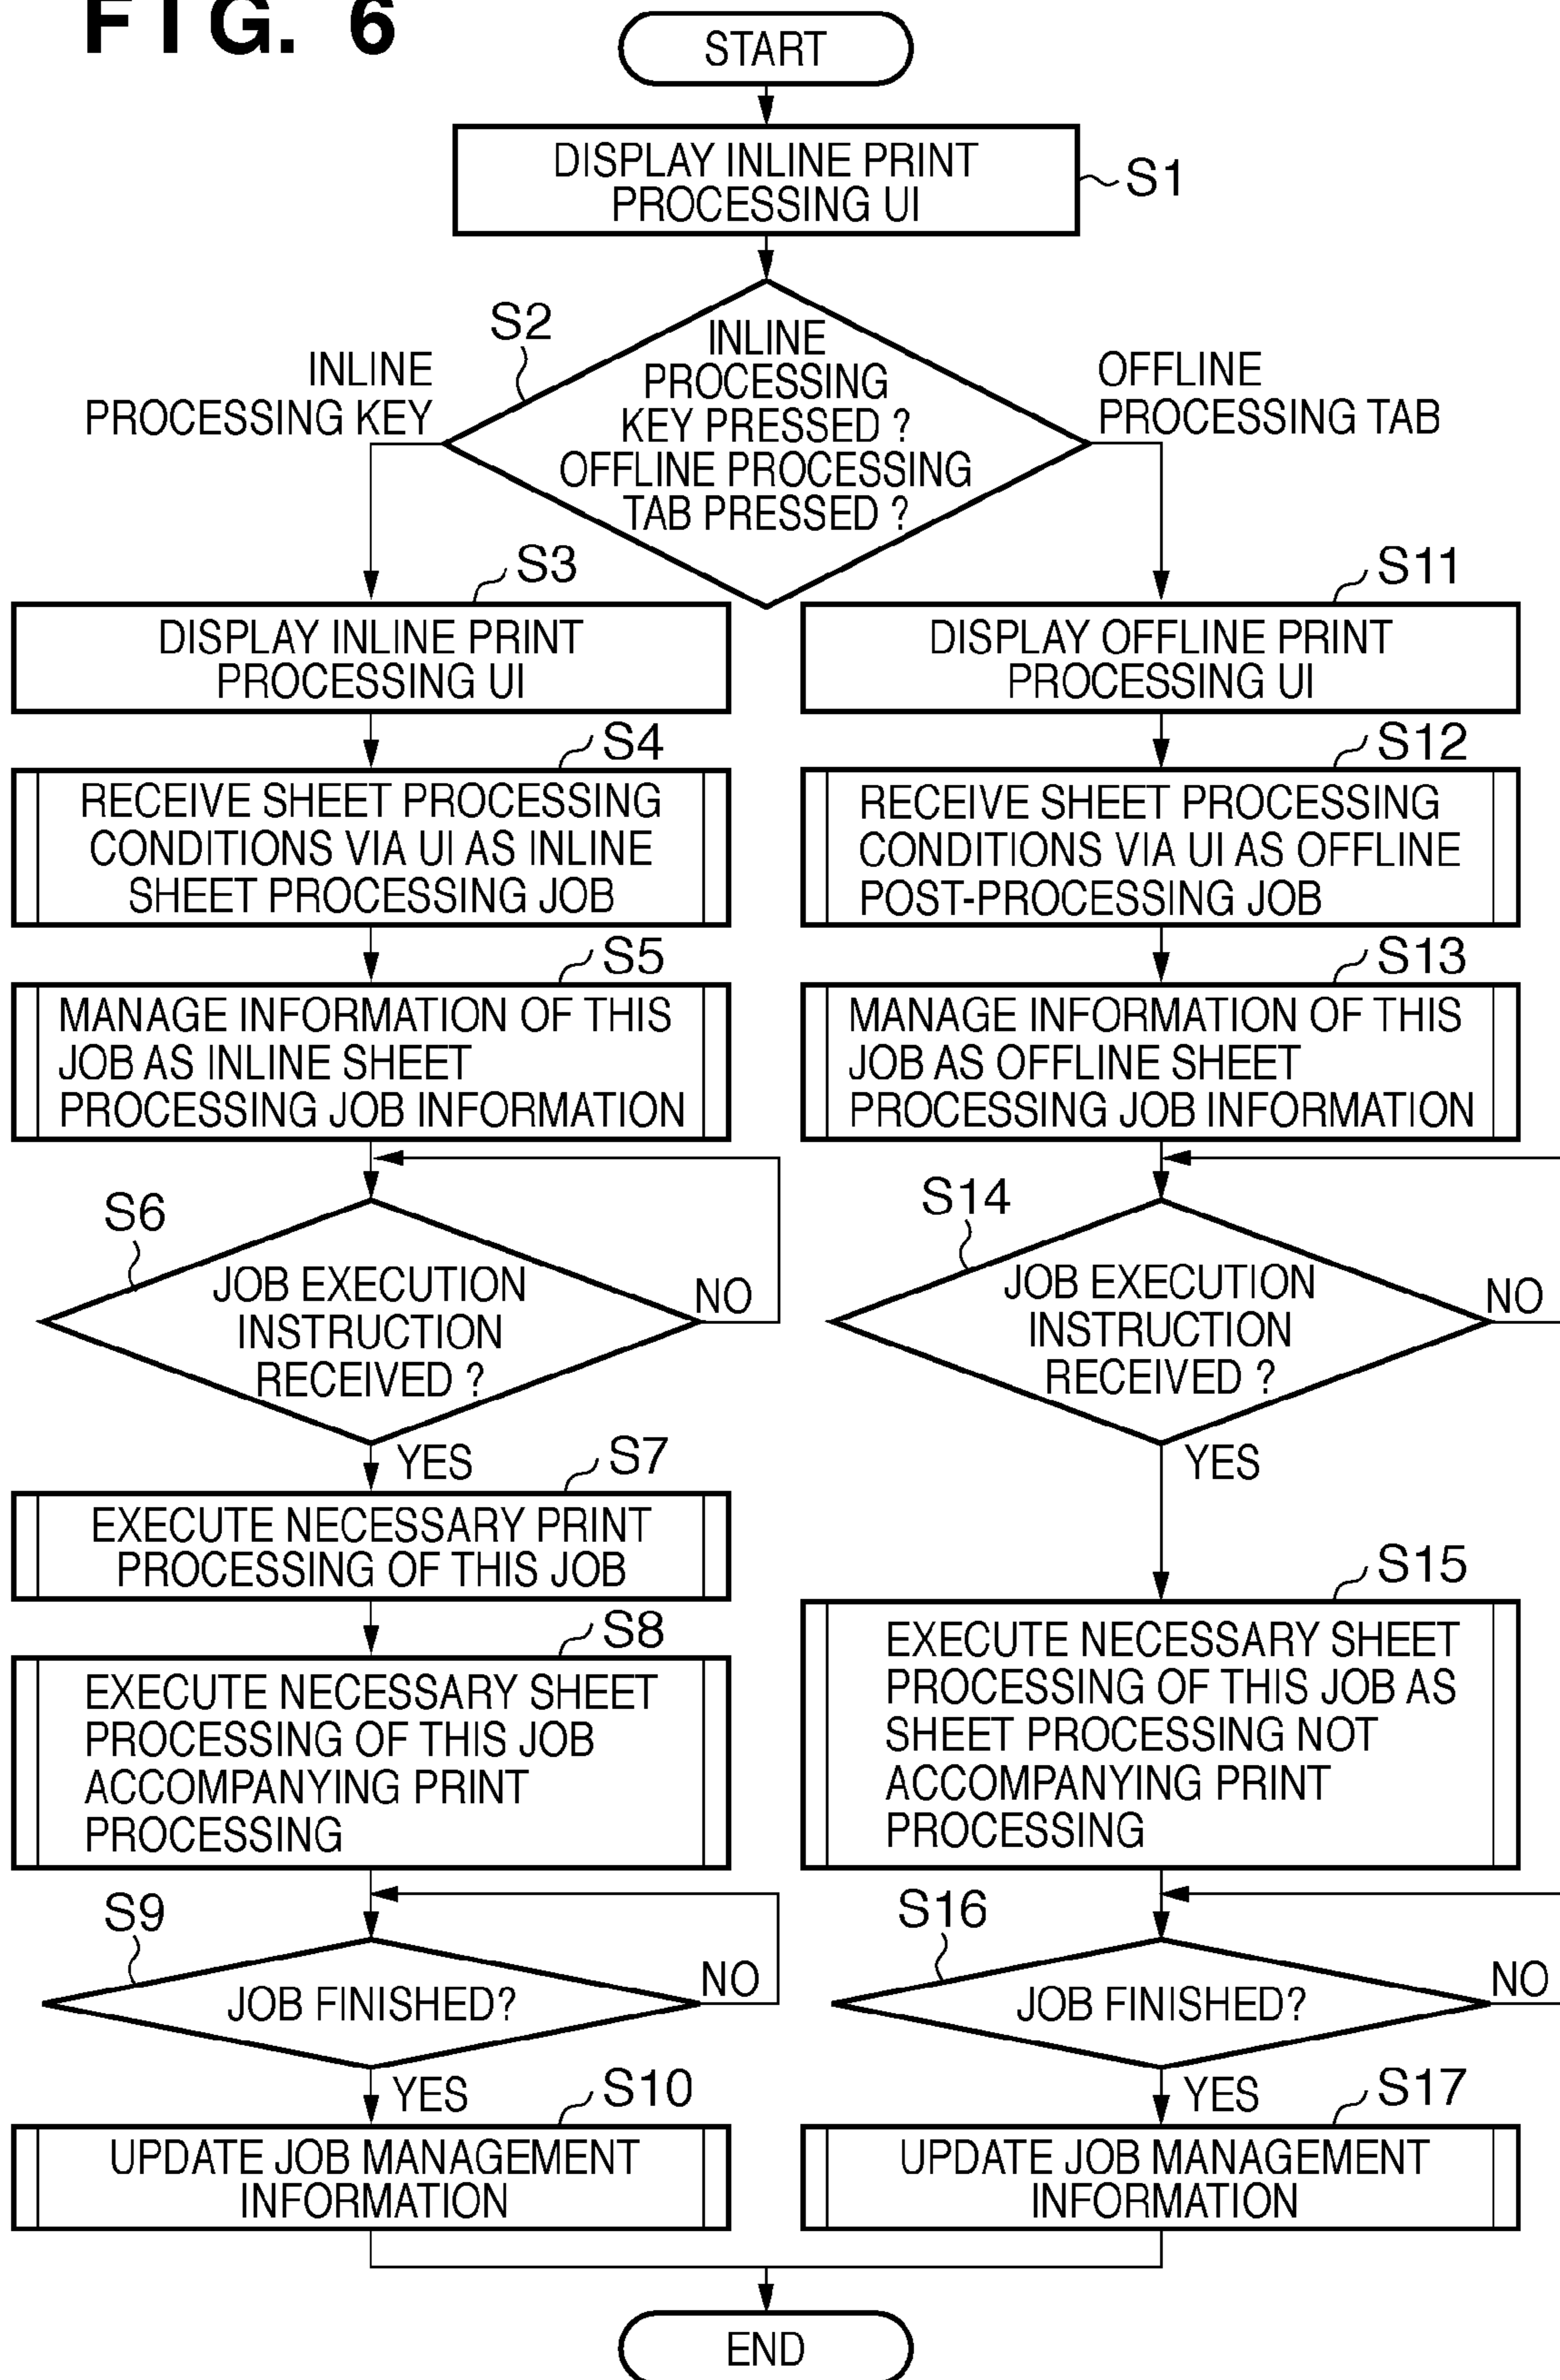 FIG. 6
START
DISPLAY INLINE PRINT
PROCESSING UI
S1
S2
INLINE
PROCESSING
KEY PRESSED ?
OFFLINE PROCESSING
TAB PRESSED ?
INLINE
PROCESSING KEY
OFFLINE
PROCESSING TAB
S3
DISPLAY INLINE PRINT
PROCESSING UI
S4
RECEIVE SHEET PROCESSING
CONDITIONS VIA UI AS INLINE
SHEET PROCESSING JOB
S5
MANAGE INFORMATION OF THIS
JOB AS INLINE SHEET
PROCESSING JOB INFORMATION
S6
JOB EXECUTION
INSTRUCTION
RECEIVED ?
NO
YES
S7
EXECUTE NECESSARY PRINT
PROCESSING OF THIS JOB
S8
EXECUTE NECESSARY SHEET
PROCESSING OF THIS JOB
ACCOMPANYING PRINT
PROCESSING
S9
JOB FINISHED?
NO
YES
S10
UPDATE JOB MANAGEMENT
INFORMATION
S11
DISPLAY OFFLINE PRINT
PROCESSING UI
S12
RECEIVE SHEET PROCESSING
CONDITIONS VIA UI AS OFFLINE
POST-PROCESSING JOB
S13
MANAGE INFORMATION OF THIS
JOB AS OFFLINE SHEET
PROCESSING JOB INFORMATION
S14
JOB EXECUTION
INSTRUCTION
RECEIVED ?
NO
YES
S15
EXECUTE NECESSARY SHEET
PROCESSING OF THIS JOB AS
SHEET PROCESSING NOT
ACCOMPANYING PRINT
PROCESSING
S16
JOB FINISHED?
NO
YES
S17
UPDATE JOB MANAGEMENT
INFORMATION
END